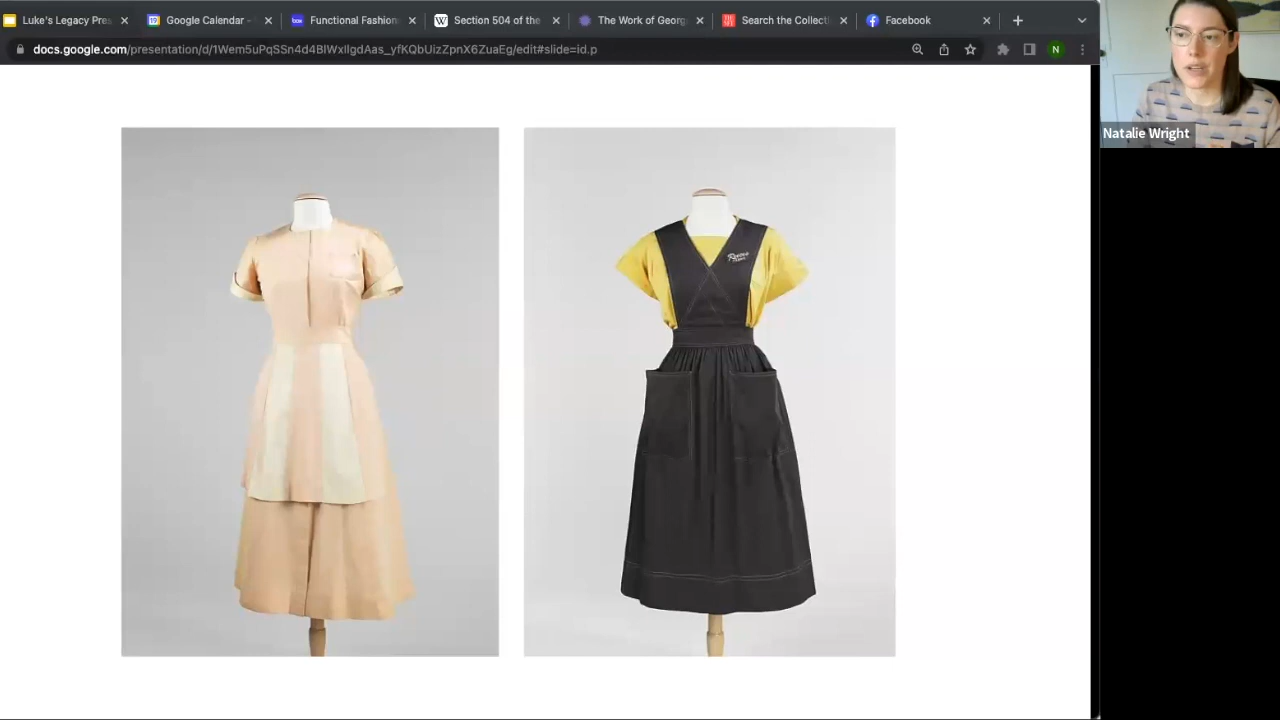 Luke's Legacy Pres
Google Calendar -
Functional Fashion
Section 504 of the
The Work of Georg
Search the Collecti
Facebook
docs.google.com/presentation/d/1Wem5uPqSSn4d4BIWxIlgdAas_yfKQbUizZpnX6ZuaEg/edit#slide=id.p
N
Natalie Wright